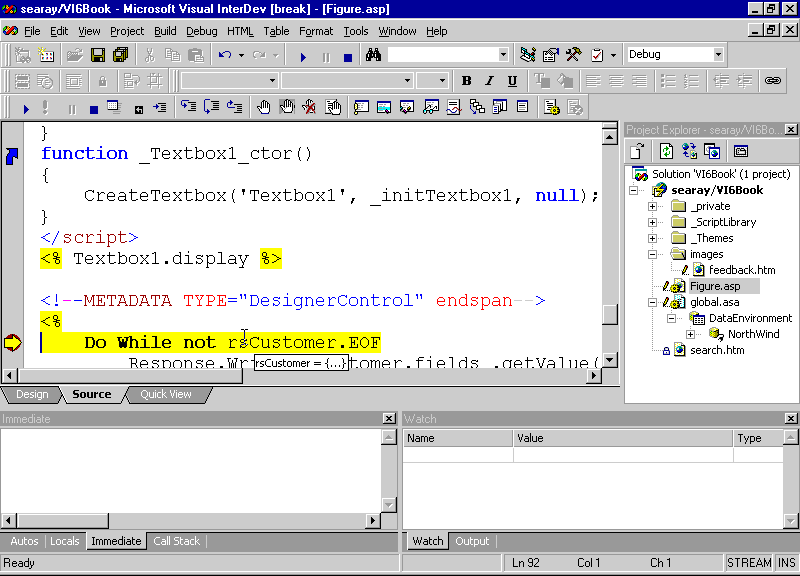 searay/VI6Book - Microsoft Visual InterDev [break] - [Figure.asp]
File Edit View Project Build Debug HTML Table Format Tools Window Help
Debug
B I U
}
function _Textbox1_ctor()
{
CreateTextbox('Textbox1', _initTextbox1, null);
}
</script>
<% Textbox1.display %>
<!--METADATA TYPE="DesignerControl" endspan-->
<%
Do While not rsCustomer.EOF
Response.Wri
tomer.fields .getValue(
rsCustomer = {...}
Design Source Quick View
Project Explorer - searay/VI6Bo...
Solution 'VI6Book' (1 project)
searay/VI6Book
_private
_ScriptLibrary
_Themes
images
feedback.htm
Figure.asp
global.asa
DataEnvironment
NorthWind
search.htm
Immediate
Autos Locals Immediate Call Stack
Watch
Name Value Type
Watch Output
Ready Ln 92 Col 1 Ch 1 STREAM INS